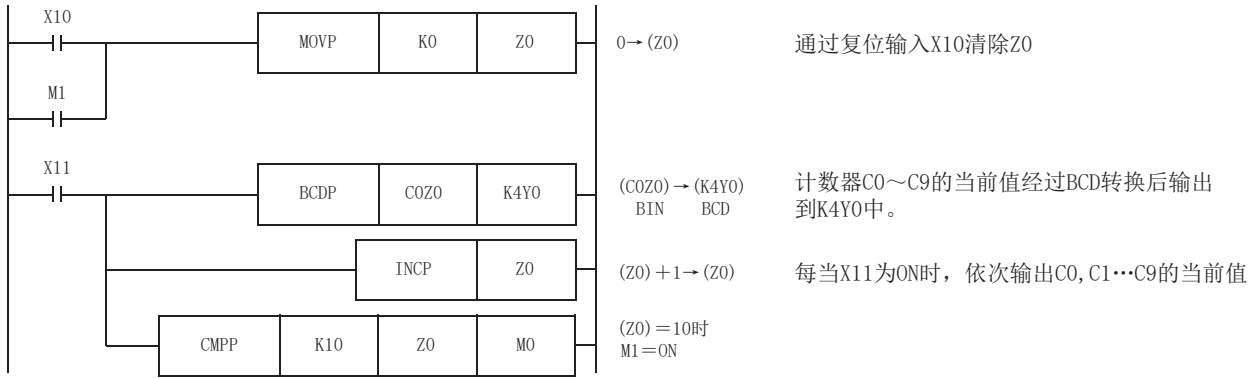 X10
MOVP K0 Z0 0→(Z0) 通过复位输入X10清除Z0
M1
X11
BCDP C0Z0 K4Y0 (C0Z0)→(K4Y0) 计数器C0～C9的当前值经过BCD转换后输出
BIN BCD 到K4Y0中。
INCP Z0 (Z0)＋1→(Z0) 每当X11为ON时，依次输出C0,C1…C9的当前值
CMPP K10 Z0 M0 (Z0)＝10时
M1＝ON